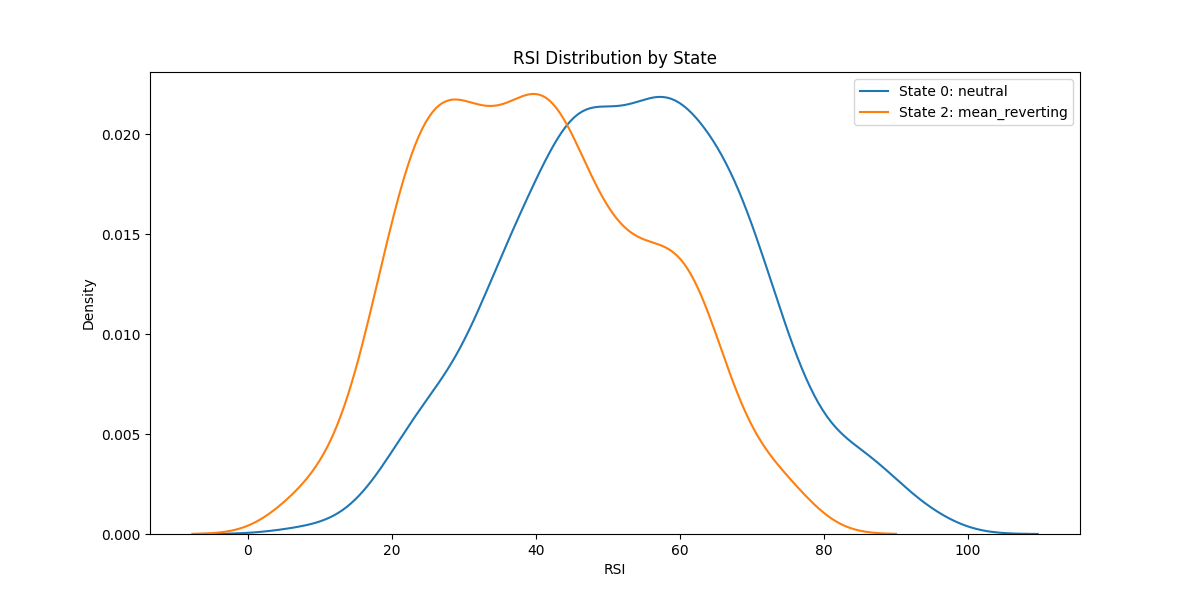 RSI Distribution by State
State 0: neutral
State 2: mean_reverting
Density
0.020
0.015
0.010
0.005
0.000
0 20 40 60 80 100
RSI